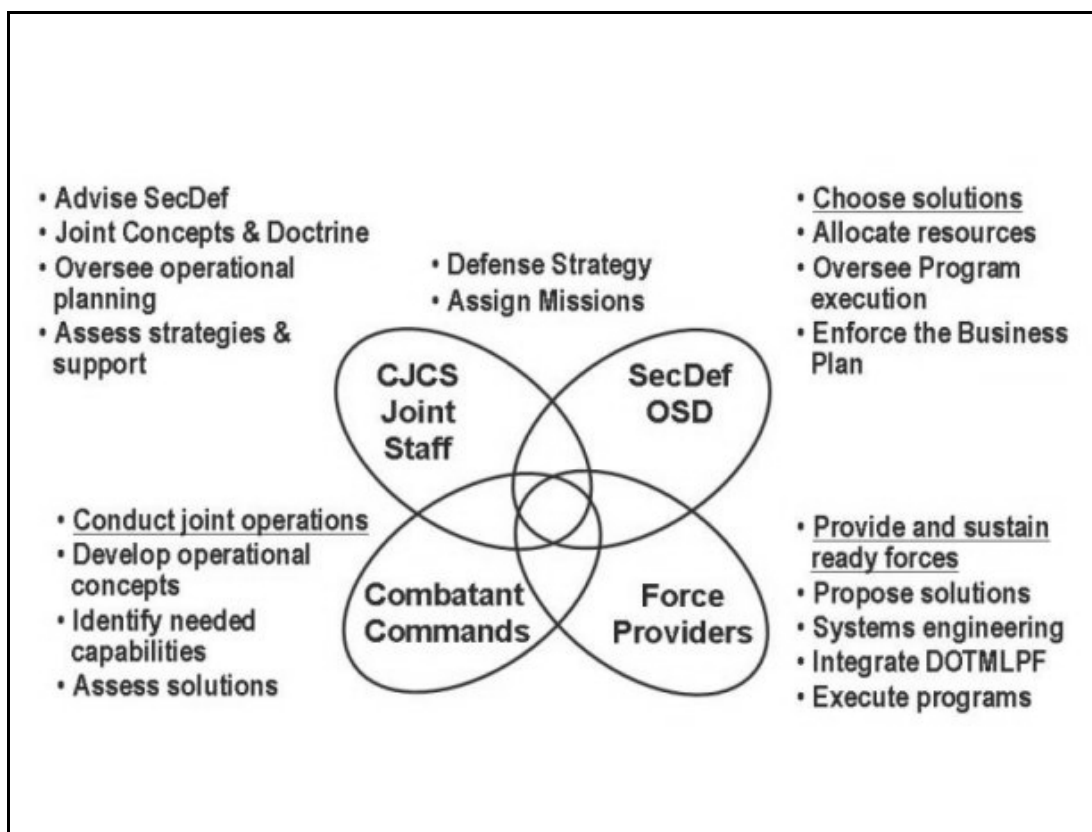 • Advise SecDef
• Joint Concepts & Doctrine
• Oversee operational
planning
• Assess strategies &
support
• Defense Strategy
• Assign Missions
• Choose solutions
• Allocate resources
• Oversee Program
execution
• Enforce the Business
Plan
CJCS
Joint
Staff
SecDef
OSD
• Conduct joint operations
• Develop operational
concepts
• Identify needed
capabilities
• Assess solutions
Combatant
Commands
Force
Providers
• Provide and sustain
ready forces
• Propose solutions
• Systems engineering
• Integrate DOTMLPF
• Execute programs